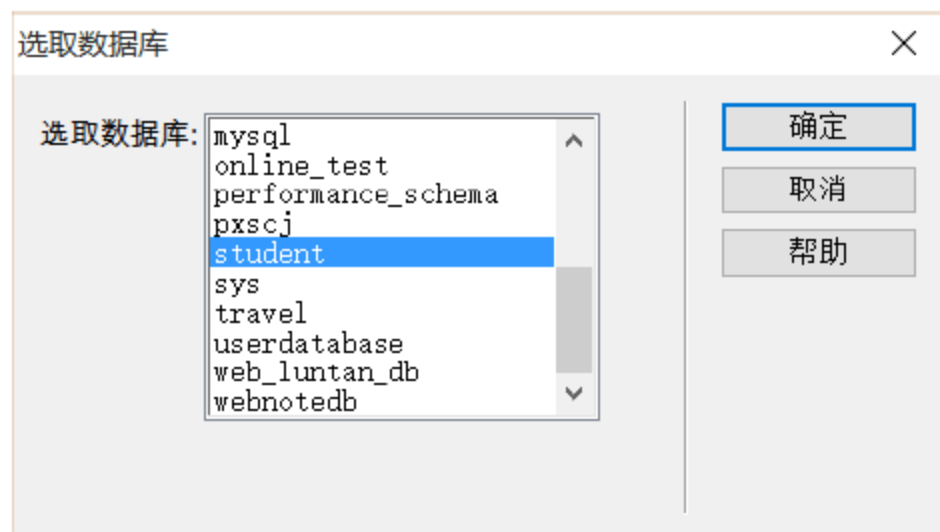 选取数据库
选取数据库:
mysql
online_test
performance_schema
pxscj
student
sys
travel
userdatabase
web_luntan_db
webnotedb
确定
取消
帮助